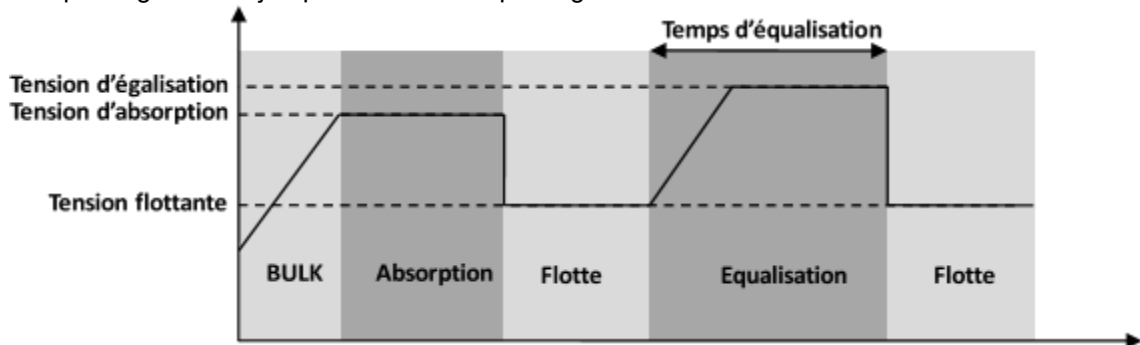 Temps d'équalisation
Tension d'égalisation
Tension d'absorption
Tension flottante
BULK
Absorption
Flotte
Equalisation
Flotte